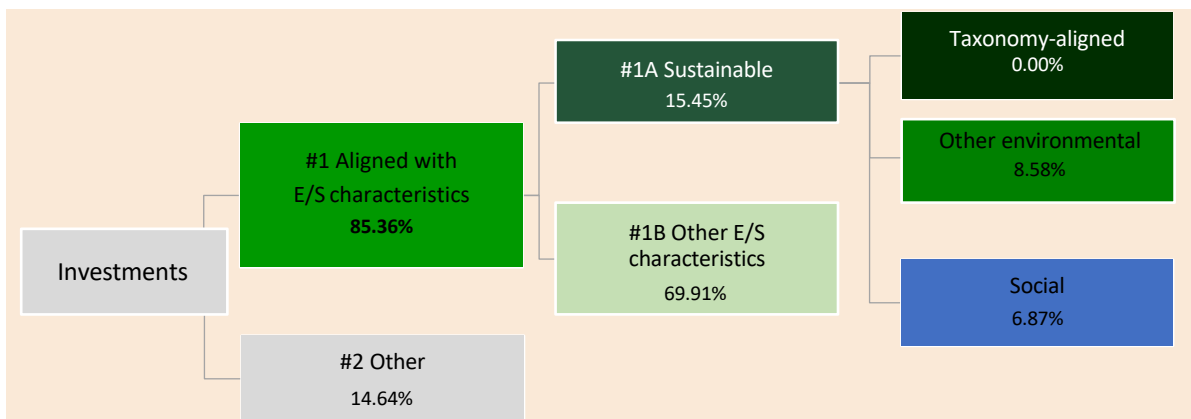 Investments
#1 Aligned with
E/S characteristics
85.36%
#2 Other
14.64%
#1A Sustainable
15.45%
#1B Other E/S
characteristics
69.91%
Taxonomy-aligned
0.00%
Other environmental
8.58%
Social
6.87%